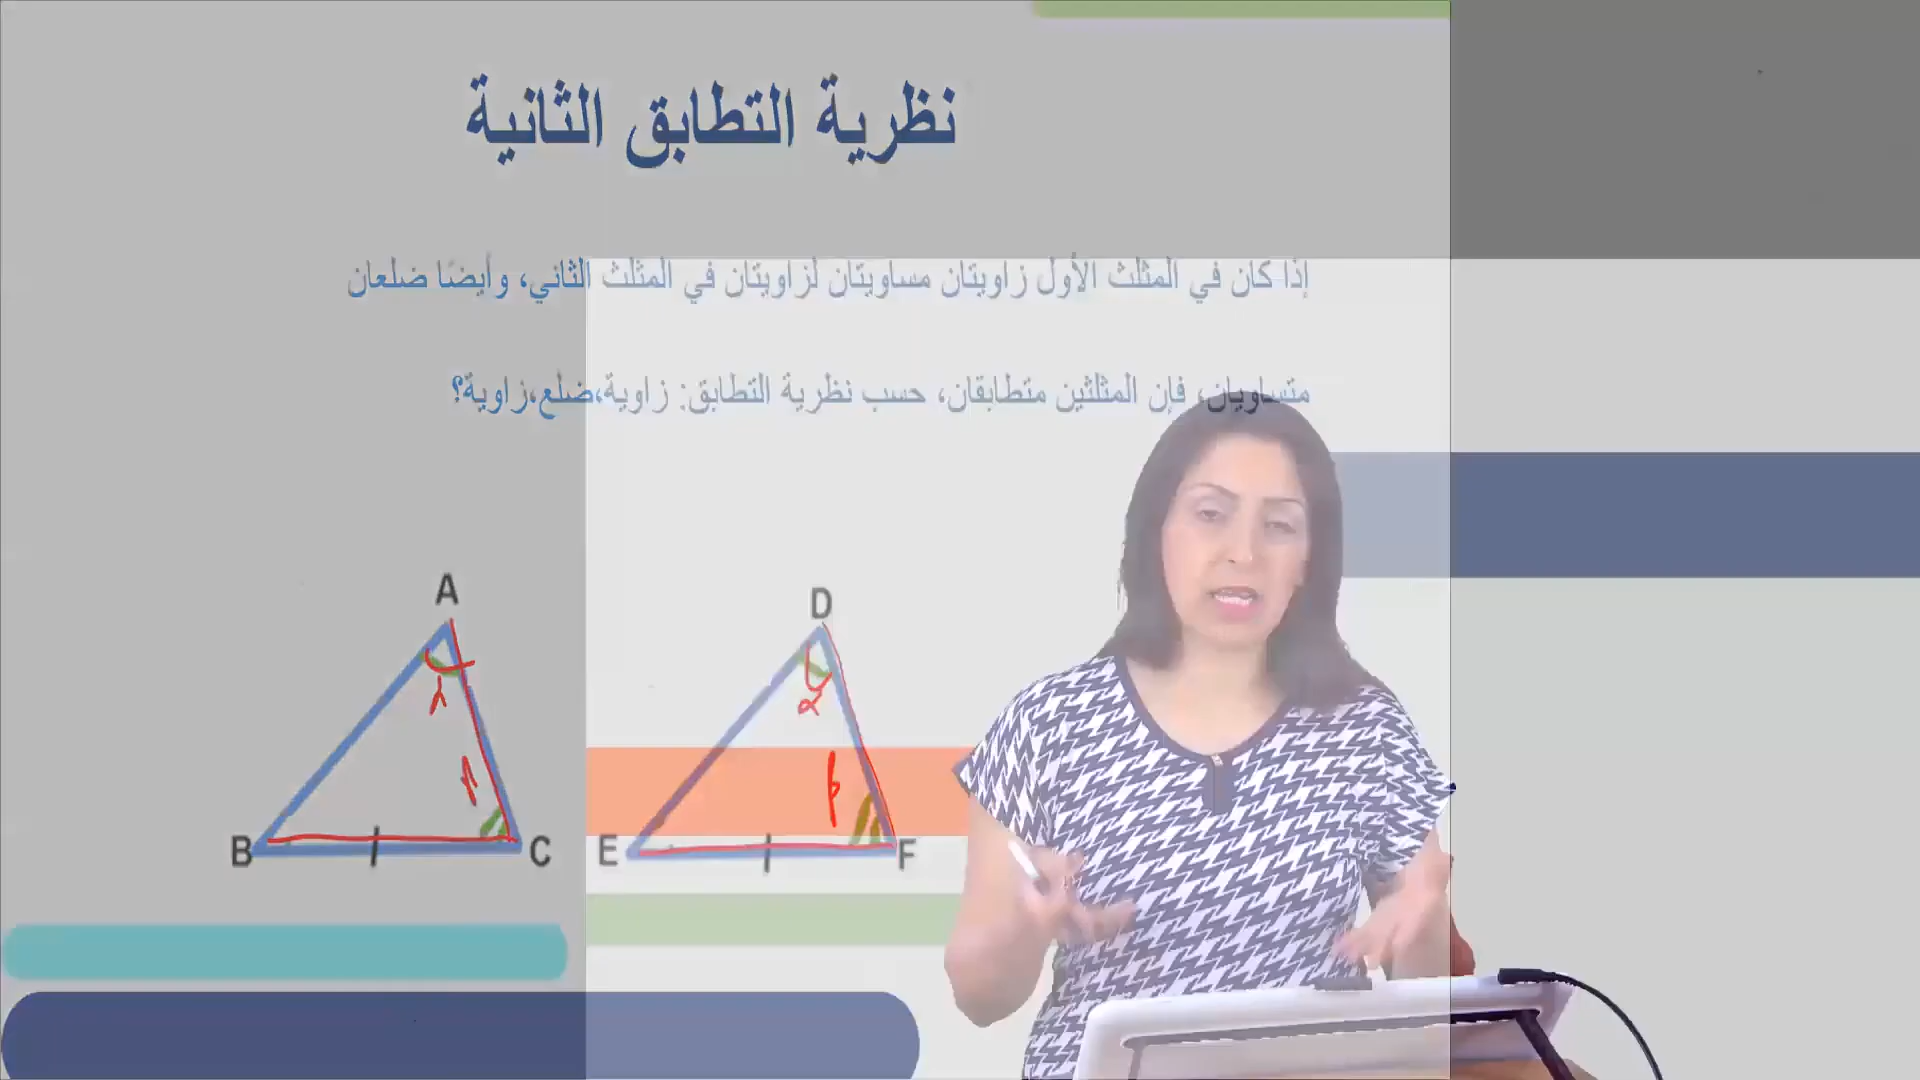 نظرية التطابق الثانية
إذا كان في المثلث الأول زاويتان مساويتان لزاويتان في المثلث الثاني، وأيضًا ضلعان
متساويان، فإن المثلثين متطابقان، حسب نظرية التطابق: زاوية،ضلع،زاوية؟
A
D
α
β
B
C
E
F